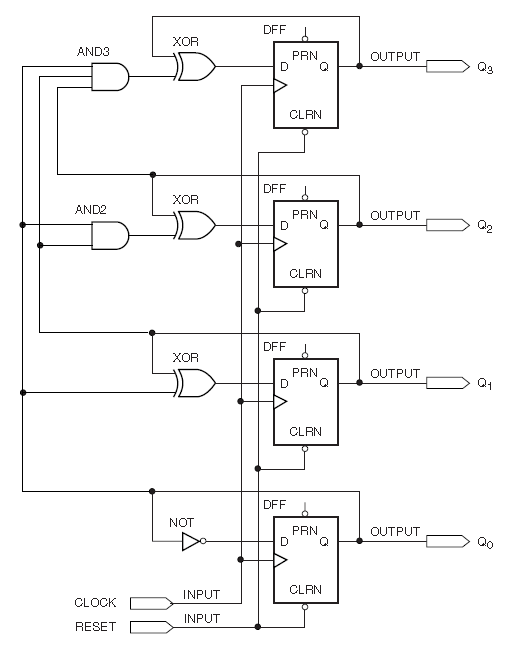 DFF
XOR
AND3
PRN
OUTPUT
D
Q
Q3
CLRN
DFF
XOR
AND2
PRN
OUTPUT
D
Q
Q2
CLRN
DFF
XOR
PRN
OUTPUT
D
Q
Q1
CLRN
DFF
NOT
PRN
OUTPUT
D
Q
Q0
CLRN
CLOCK INPUT
RESET INPUT